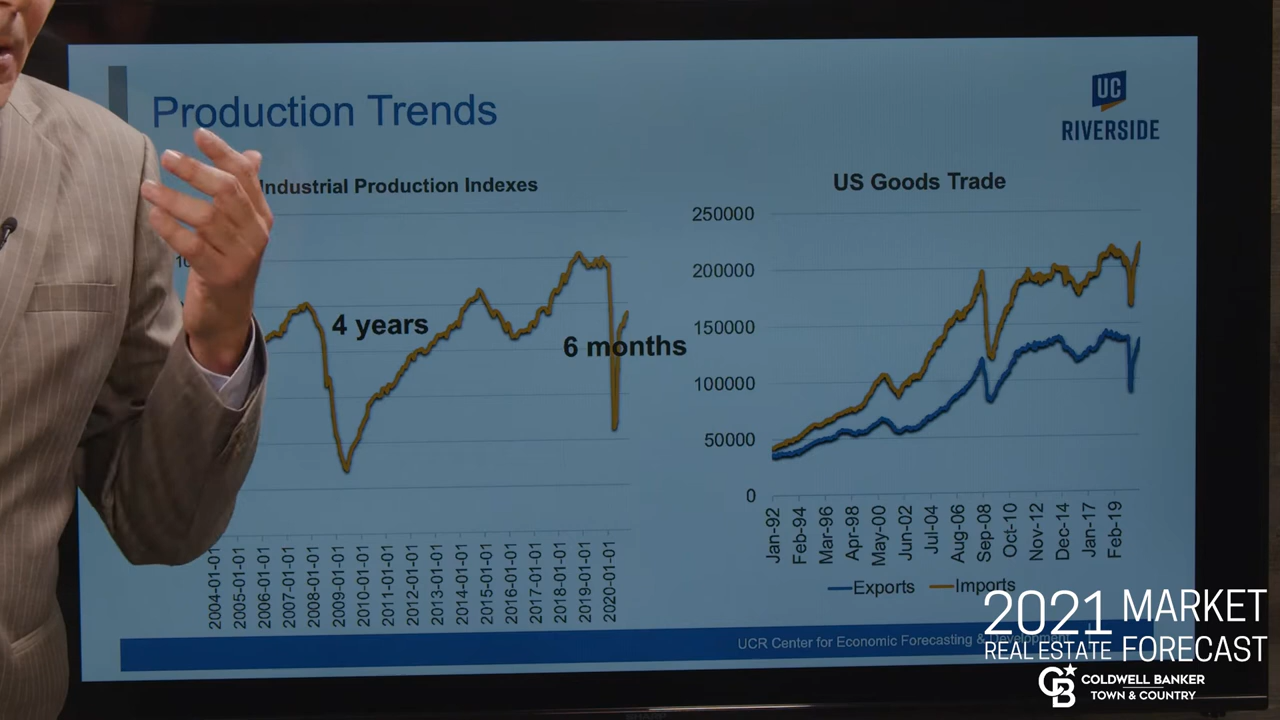 Production Trends
UC
RIVERSIDE
Industrial Production Indexes
10
4 years
6 months
2004-01-01
2005-01-01
2006-01-01
2007-01-01
2008-01-01
2009-01-01
2010-01-01
2011-01-01
2012-01-01
2013-01-01
2014-01-01
2015-01-01
2016-01-01
2017-01-01
2018-01-01
2019-01-01
2020-01-01
US Goods Trade
250000
200000
150000
100000
50000
0
Jan-92
Feb-94
Mar-96
Apr-98
May-00
Jun-02
Jul-04
Aug-06
Sep-08
Oct-10
Nov-12
Dec-14
Jan-17
Feb-19
Exports Imports
UCR Center for Economic Forecasting & Development
2021 MARKET
REAL ESTATE FORECAST
CB
COLDWELL BANKER
TOWN & COUNTRY